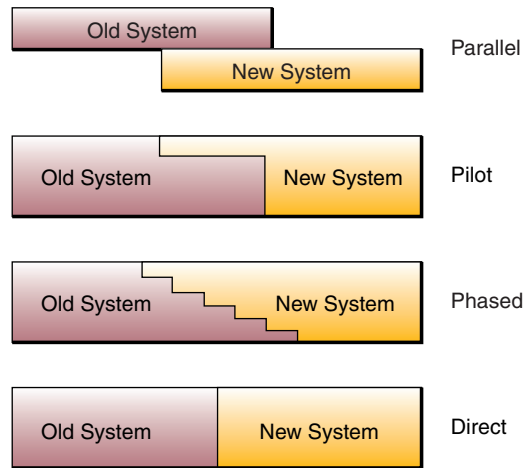 Old System
New System
Parallel
Old System
New System
Pilot
Old System
New System
Phased
Old System
New System
Direct